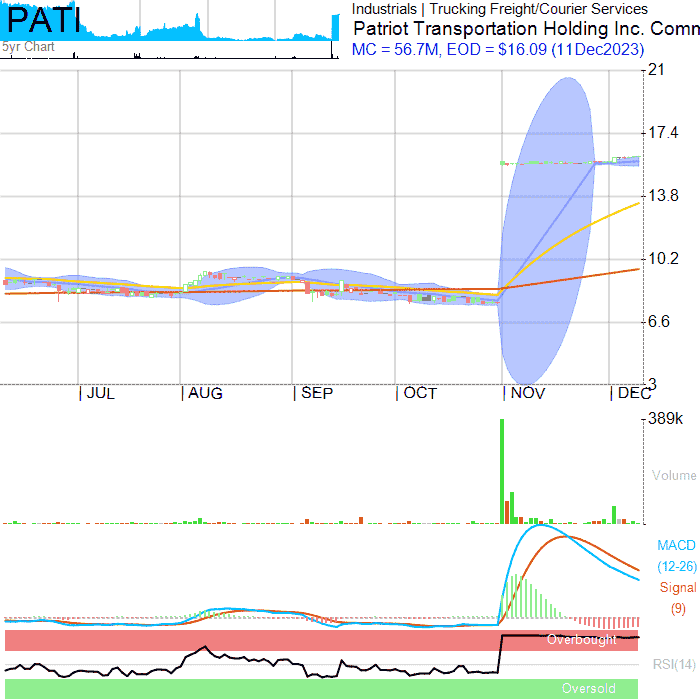 PATI
5yr Chart
Industrials | Trucking Freight/Courier Services
Patriot Transportation Holding Inc. Comn
MC = 56.7M, EOD = $16.09 (11Dec2023)
21
17.4
13.8
10.2
6.6
3
JUL AUG SEP OCT NOV DEC
389k
Volume
MACD
(12-26)
Signal
(9)
Overbought
RSI(14)
Oversold